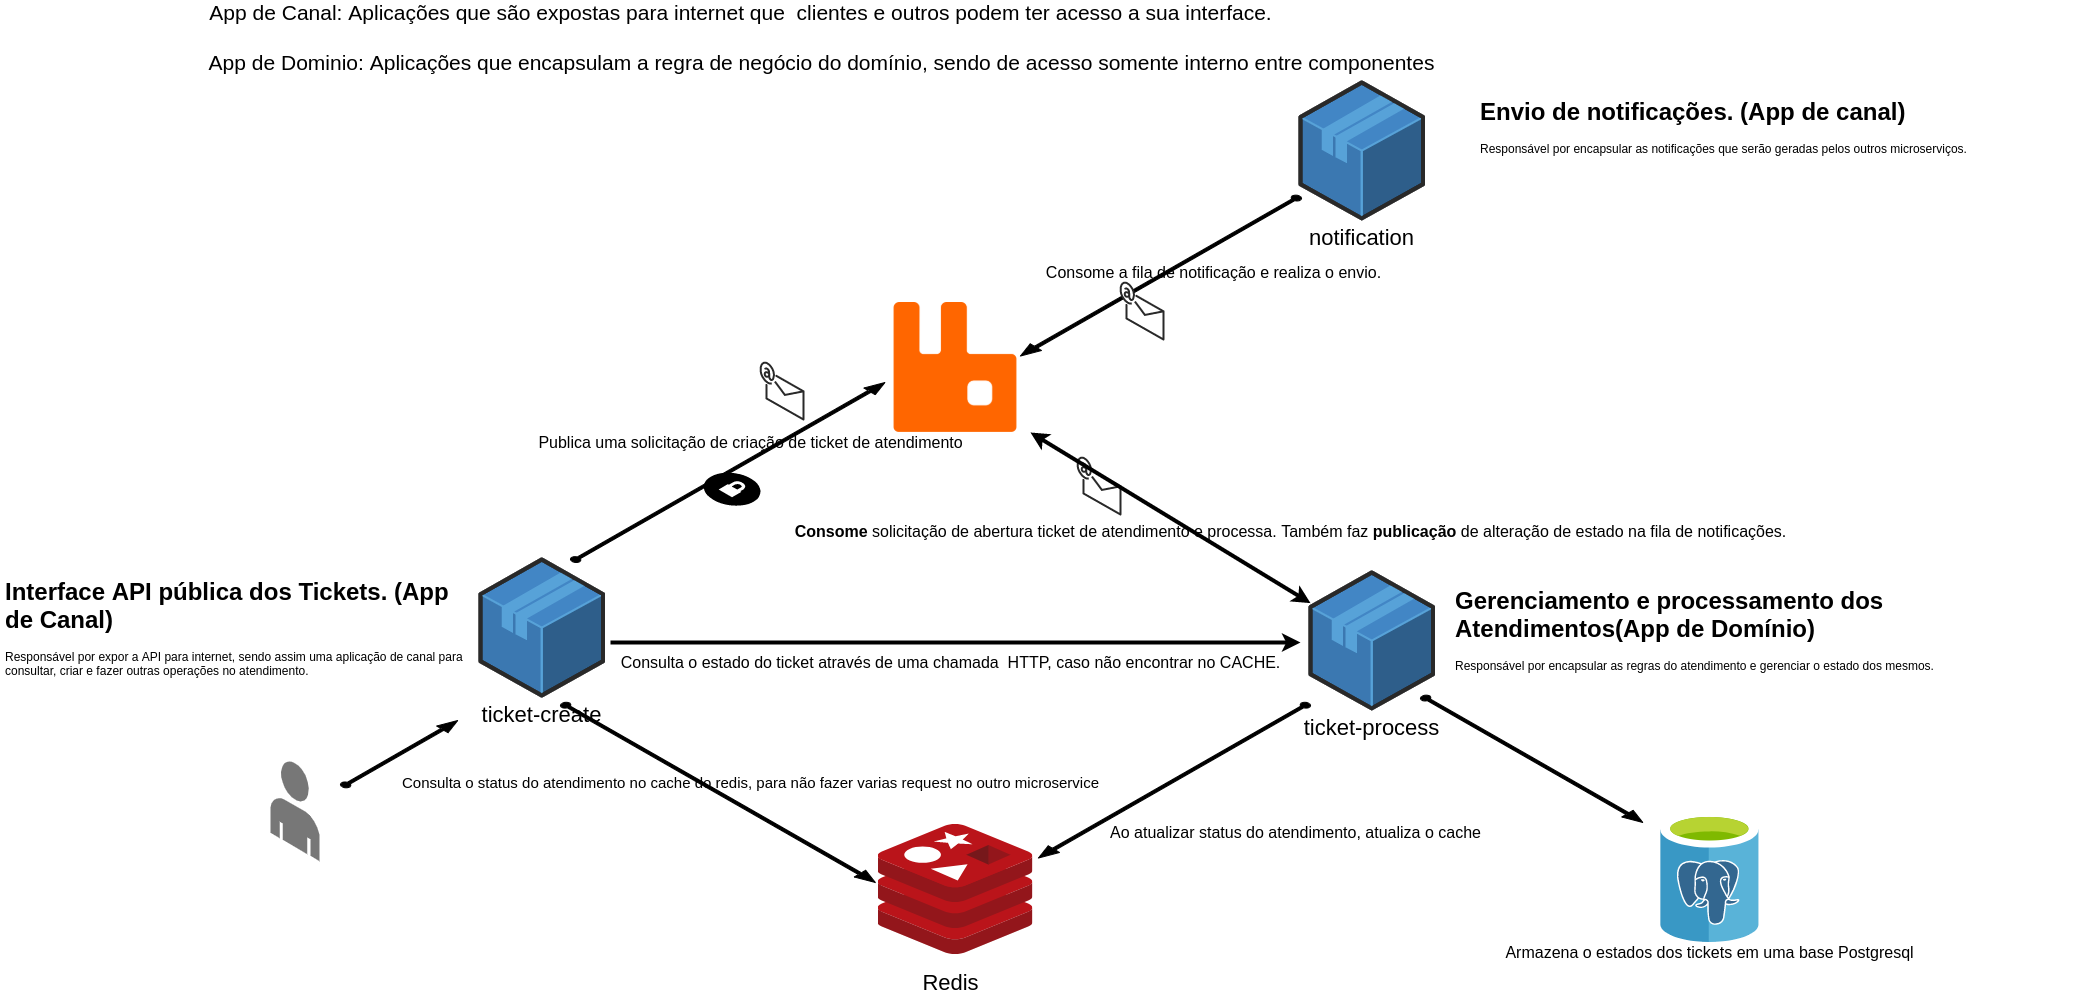 App de Canal: Aplicações que são expostas para internet que  clientes e outros podem ter acesso a sua interface.
App de Dominio: Aplicações que encapsulam a regra de negócio do domínio, sendo de acesso somente interno entre componentes
Envio de notificações. (App de canal)
Responsável por encapsular as notificações que serão geradas pelos outros microserviços.
notification
Consome a fila de notificação e realiza o envio.
Publica uma solicitação de criação de ticket de atendimento
Consome solicitação de abertura ticket de atendimento e processa. Também faz publicação de alteração de estado na fila de notificações.
Interface API pública dos Tickets. (App
de Canal)
Responsável por expor a API para internet, sendo assim uma aplicação de canal para
consultar, criar e fazer outras operações no atendimento.
ticket-create
Consulta o estado do ticket através de uma chamada  HTTP, caso não encontrar no CACHE.
Gerenciamento e processamento dos
Atendimentos(App de Domínio)
Responsável por encapsular as regras do atendimento e gerenciar o estado dos mesmos.
ticket-process
Consulta o status do atendimento no cache do redis, para não fazer varias request no outro microservice
Ao atualizar status do atendimento, atualiza o cache
Armazena o estados dos tickets em uma base Postgresql
Redis